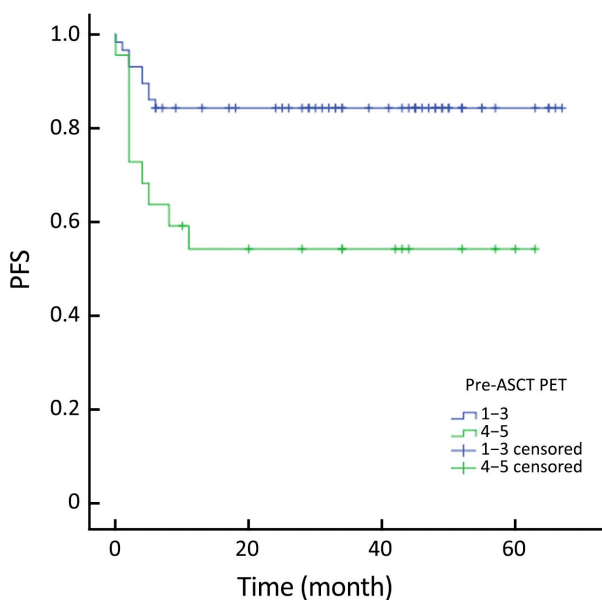 1.0
0.8
0.6
0.4
0.2
0
PFS
Pre-ASCT PET
1–3
4–5
1–3 censored
4–5 censored
0 20 40 60
Time (month)